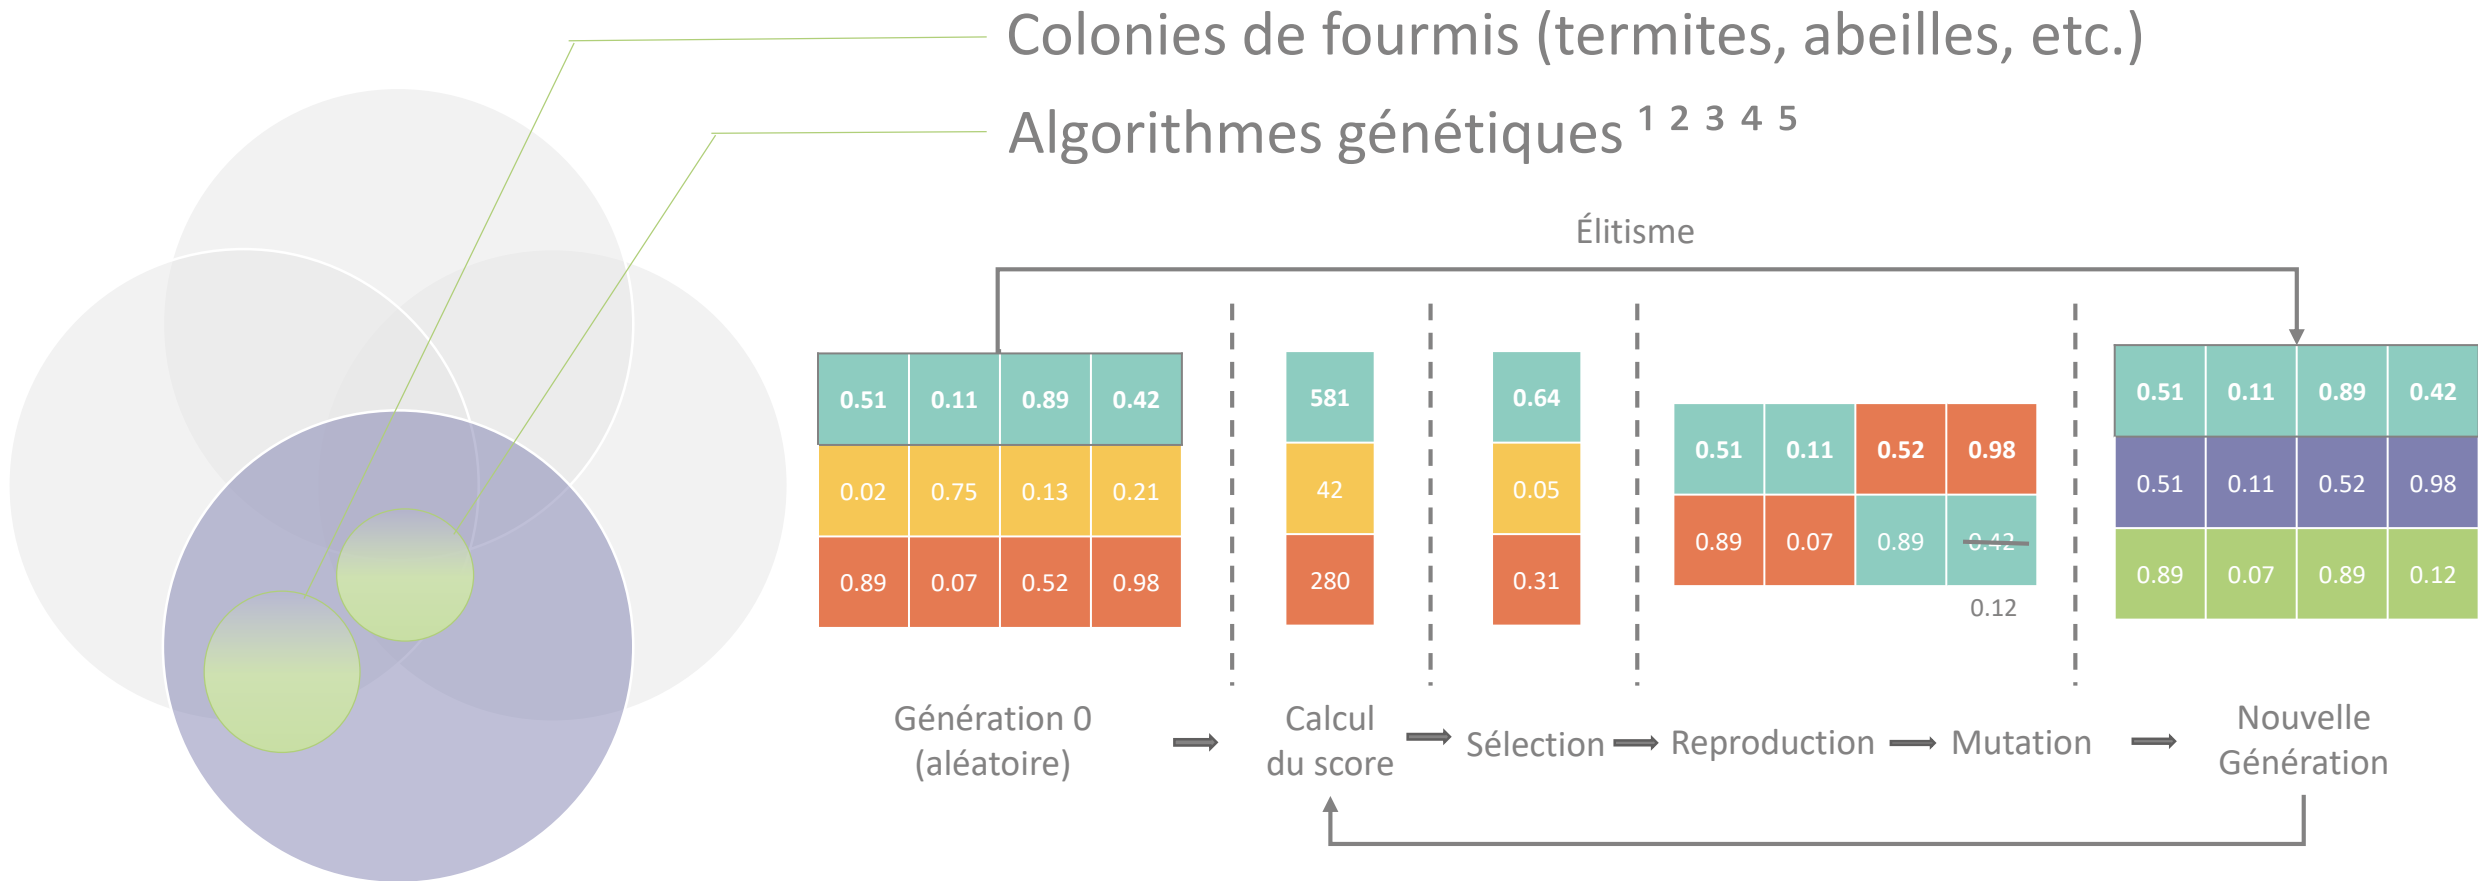 Colonies de fourmis (termites, abeilles, etc.)
Algorithmes génétiques 1 2 3 4 5
Élitisme
0.51 0.11 0.89 0.42
0.02 0.75 0.13 0.21
0.89 0.07 0.52 0.98
581
42
280
0.64
0.05
0.31
0.51 0.11 0.52 0.98
0.89 0.07 0.89 0.42
0.12
0.51 0.11 0.89 0.42
0.51 0.11 0.52 0.98
0.89 0.07 0.89 0.12
Génération 0
(aléatoire)
Calcul
du score
Sélection
Reproduction
Mutation
Nouvelle
Génération